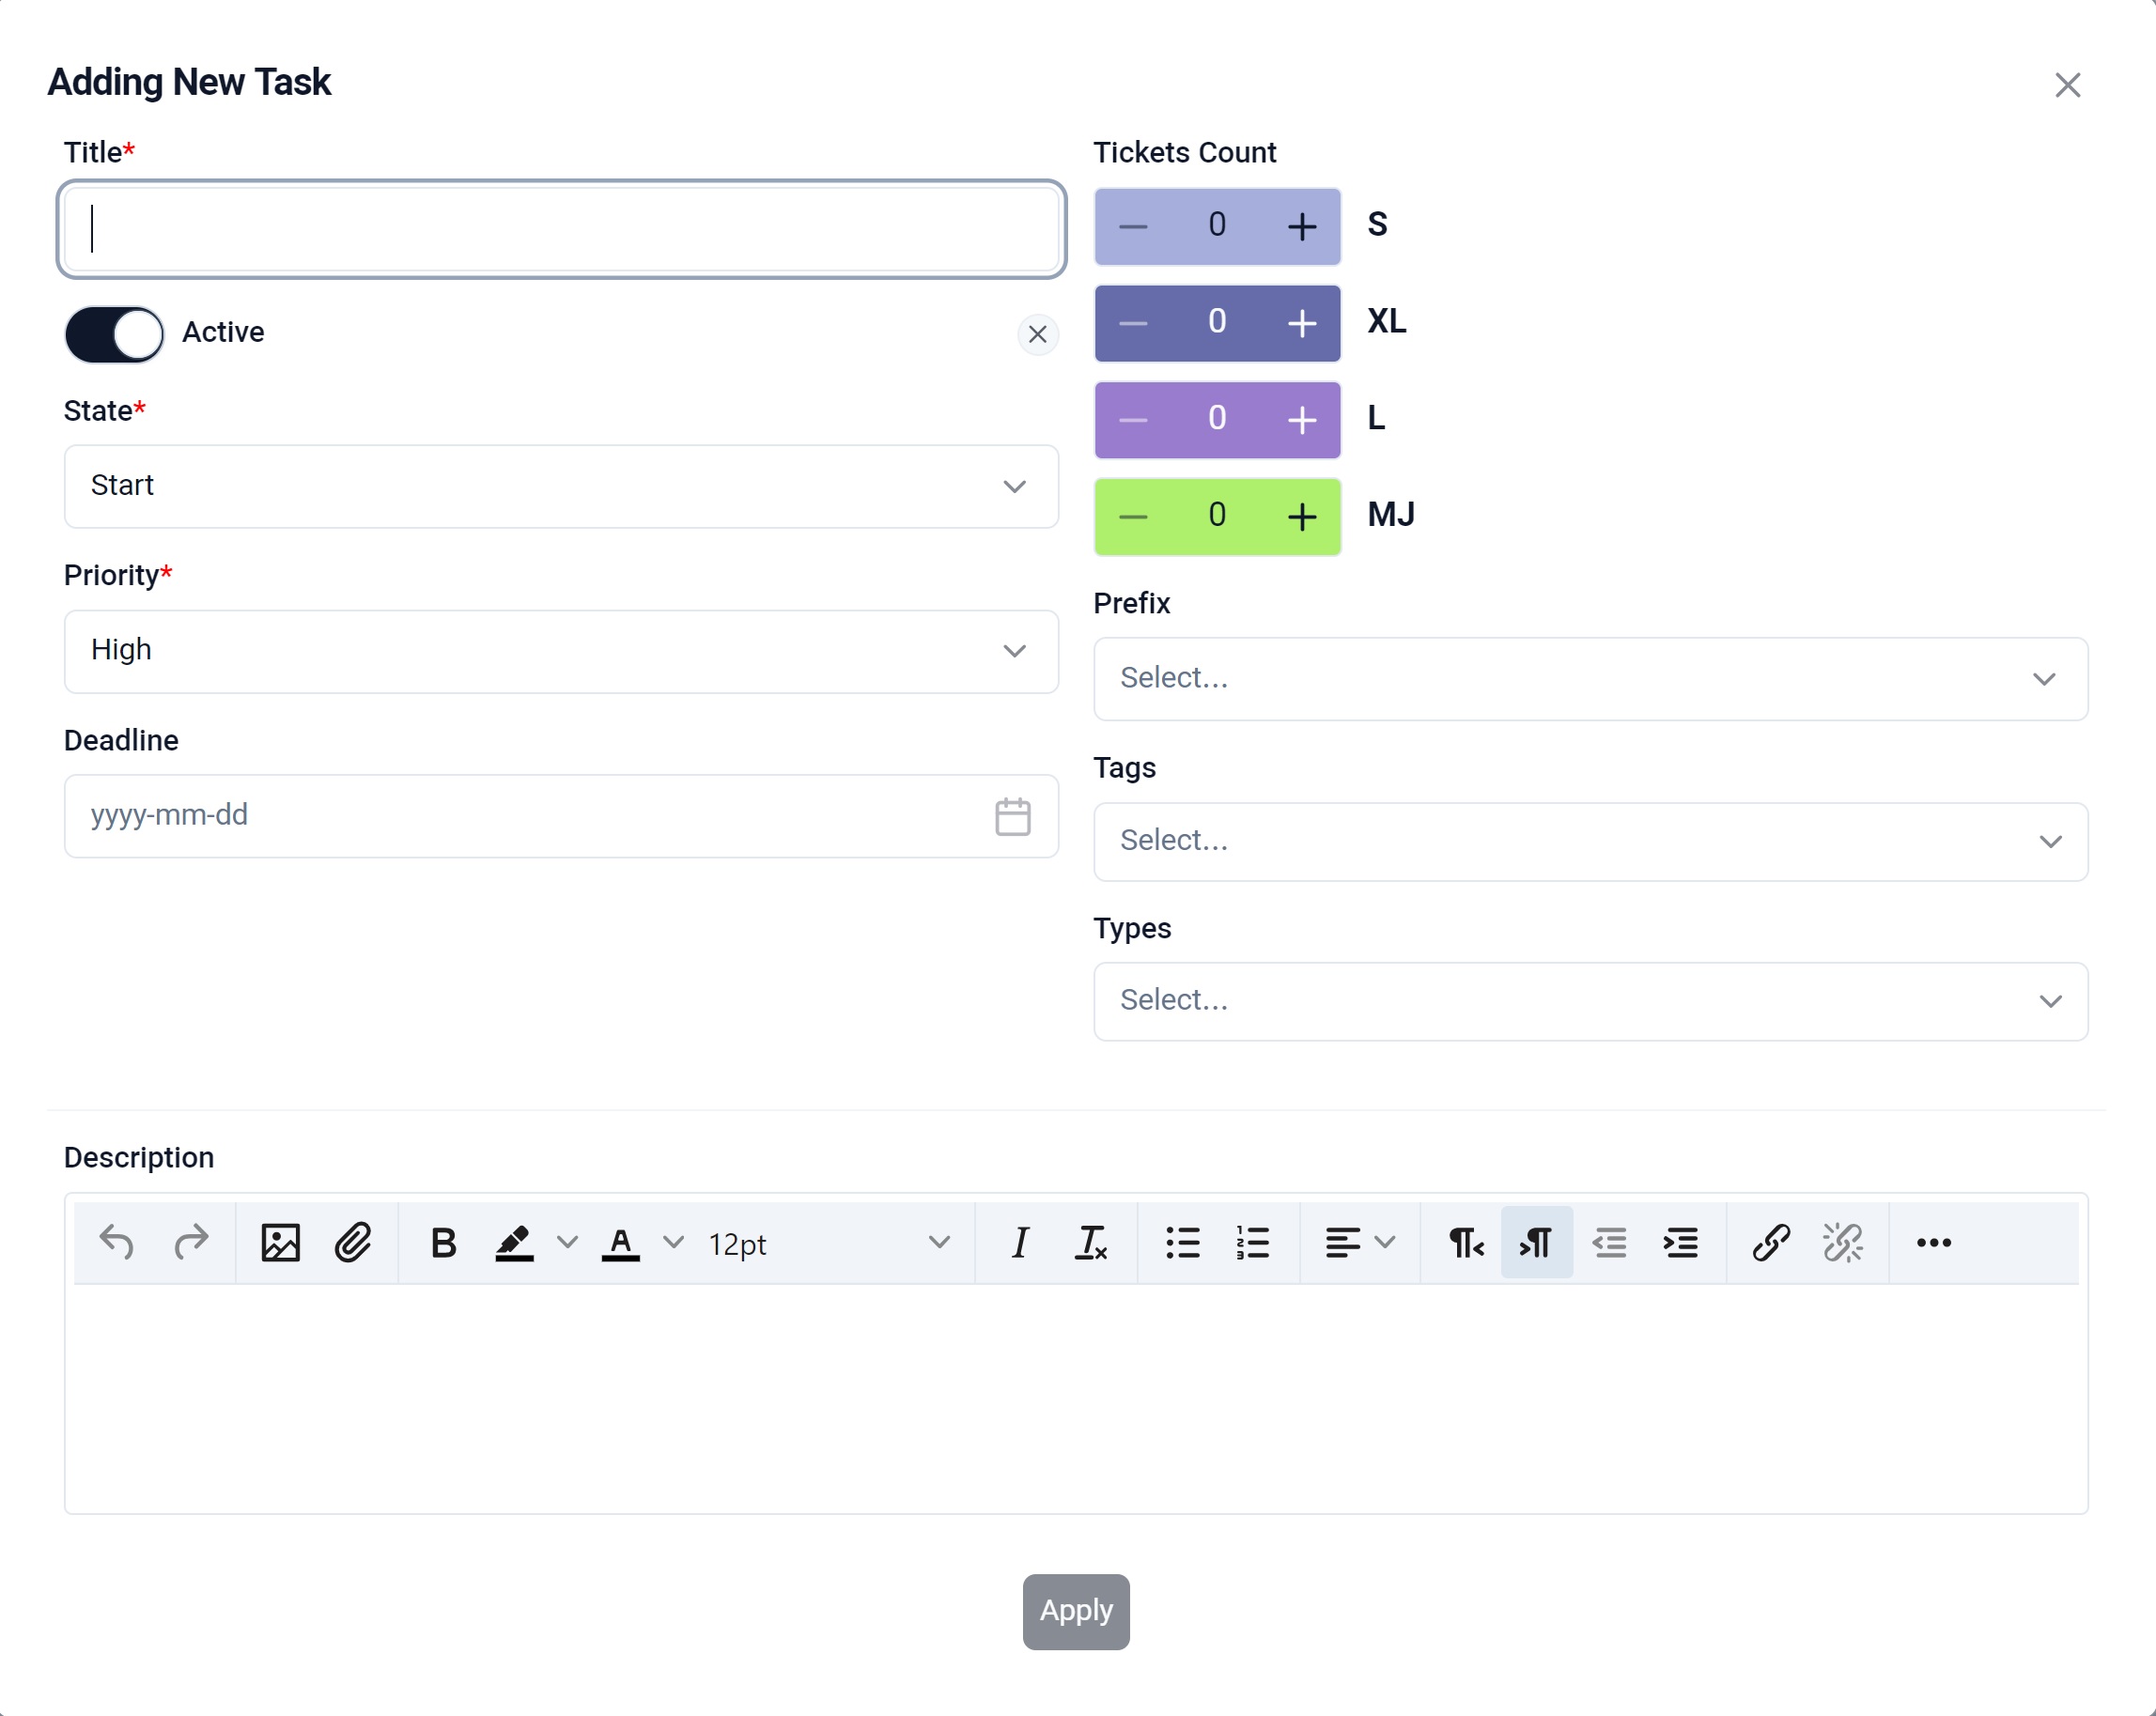 Adding New Task
Title*
Active
State*
Start
Priority*
High
Deadline
yyyy-mm-dd
Tickets Count
0 S
0 XL
0 L
0 MJ
Prefix
Select...
Tags
Select...
Types
Select...
Description
12pt
Apply